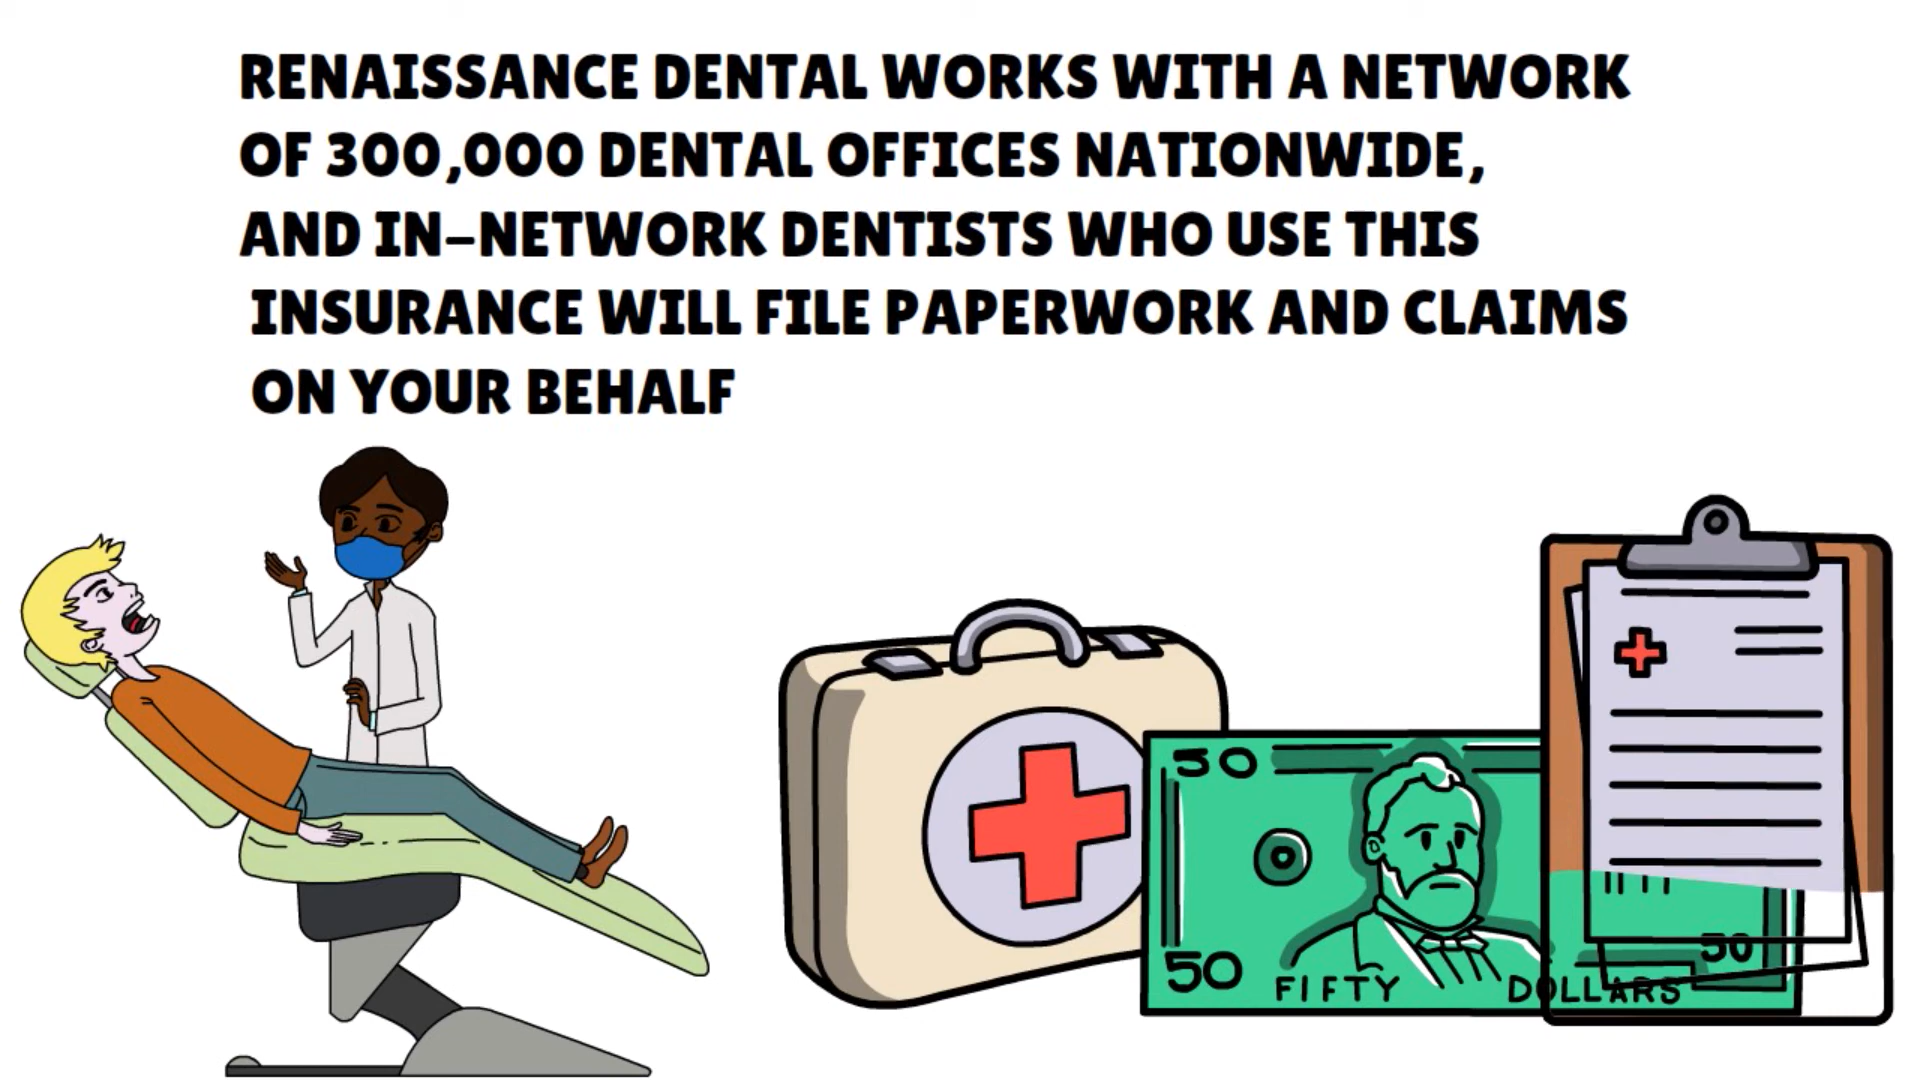 RENAISSANCE DENTAL WORKS WITH A NETWORK
OF 300,000 DENTAL OFFICES NATIONWIDE,
AND IN-NETWORK DENTISTS WHO USE THIS
INSURANCE WILL FILE PAPERWORK AND CLAIMS
ON YOUR BEHALF
50
50
50
FIFTY DOLLARS